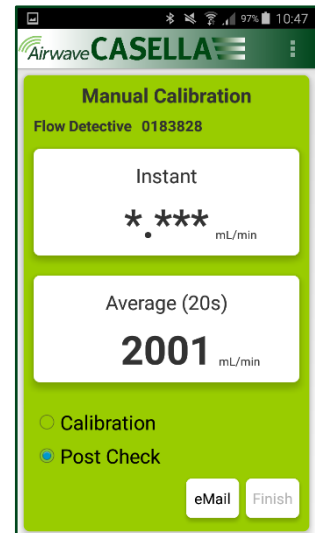 97% 10:47
Airwave CASELLA
Manual Calibration
Flow Detective 0183828
Instant
*.*** mL/min
Average (20s)
2001 mL/min
Calibration
Post Check
eMail Finish